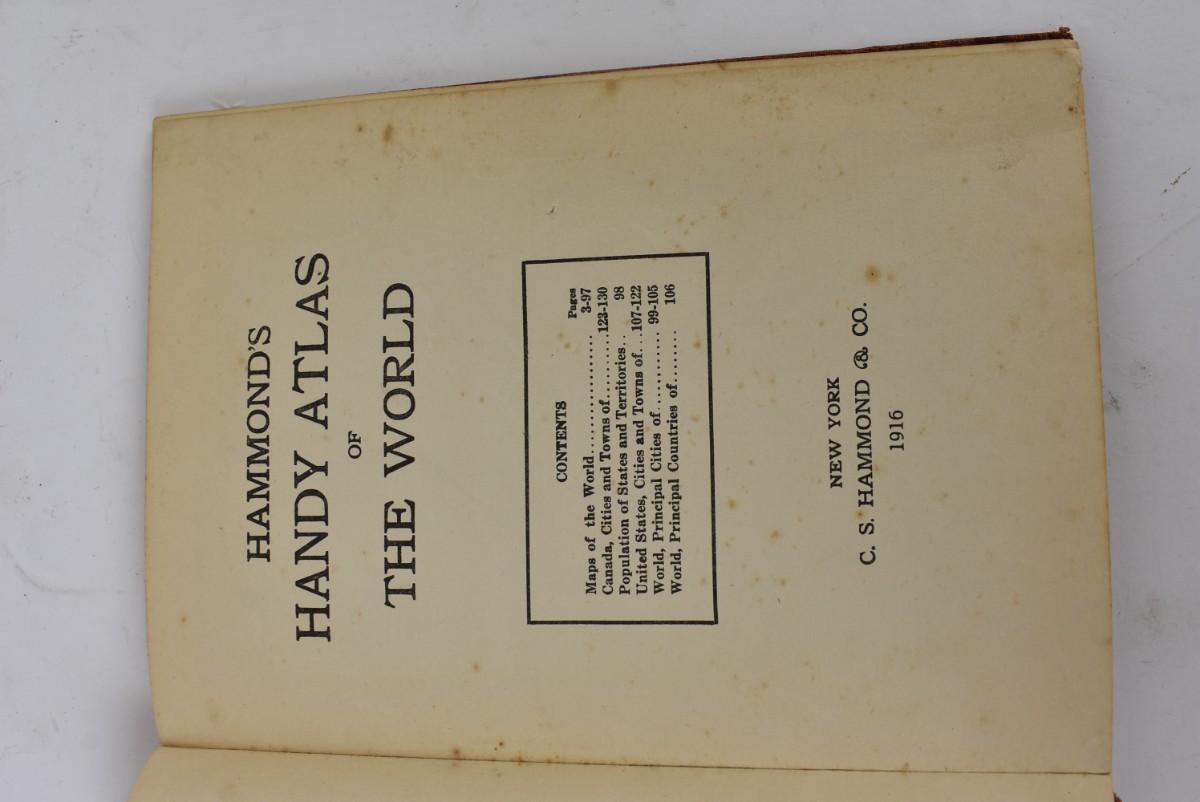 HAMMOND'S
HANDY ATLAS
OF
THE WORLD
CONTENTS
Pages
Maps of the World.................... 3-97
Canada, Cities and Towns of..........123-130
Population of States and Territories.. 98
United States, Cities and Towns of...107-122
World, Principal Cities of........... 99-105
World, Principal Countries of........ 106
NEW YORK
C. S. HAMMOND & CO.
1916